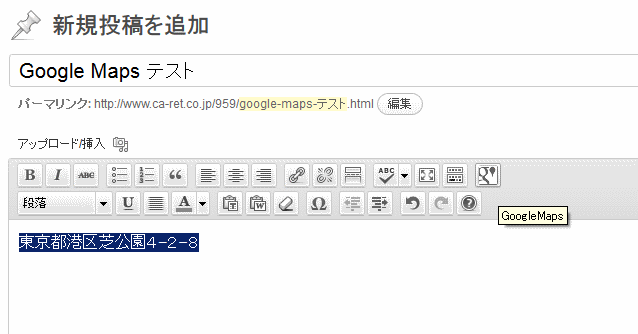 新規投稿を追加
Google Maps テスト
パーマリンク: http://www.ca-ret.co.jp/959/google-maps-テスト.html 編集
アップロード/挿入
B I ABC ABC
段落 U A T W Ω
GoogleMaps
東京都港区芝公園4-2-8